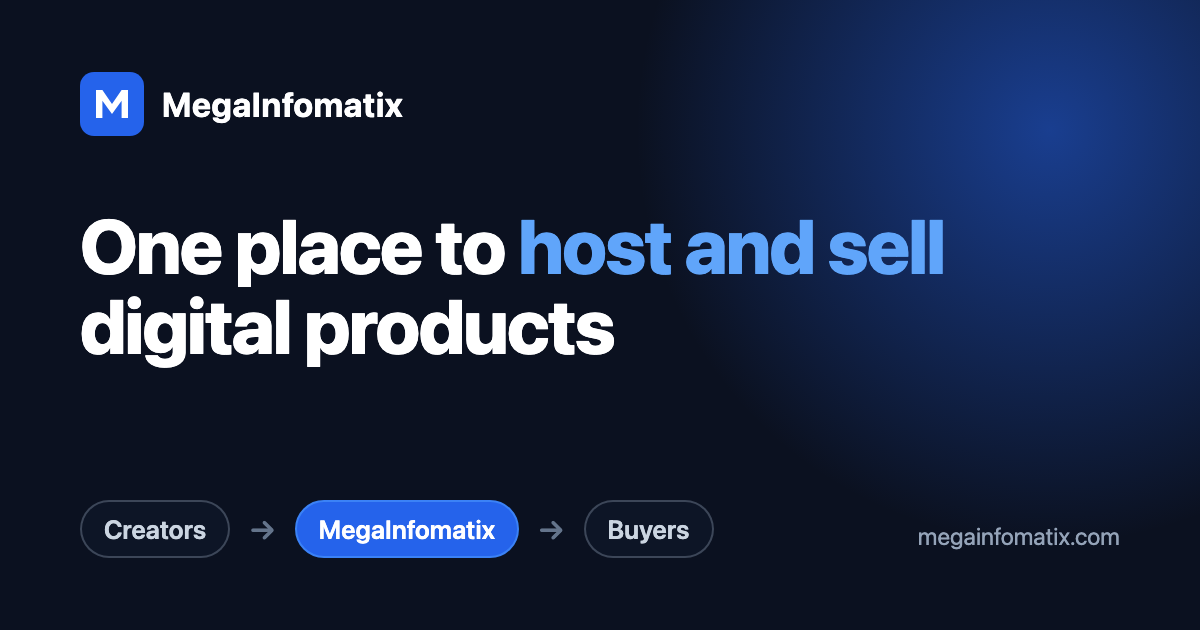 M MegaInfomatix
One place to host and sell
digital products
Creators → MegaInfomatix → Buyers
megainfomatix.com